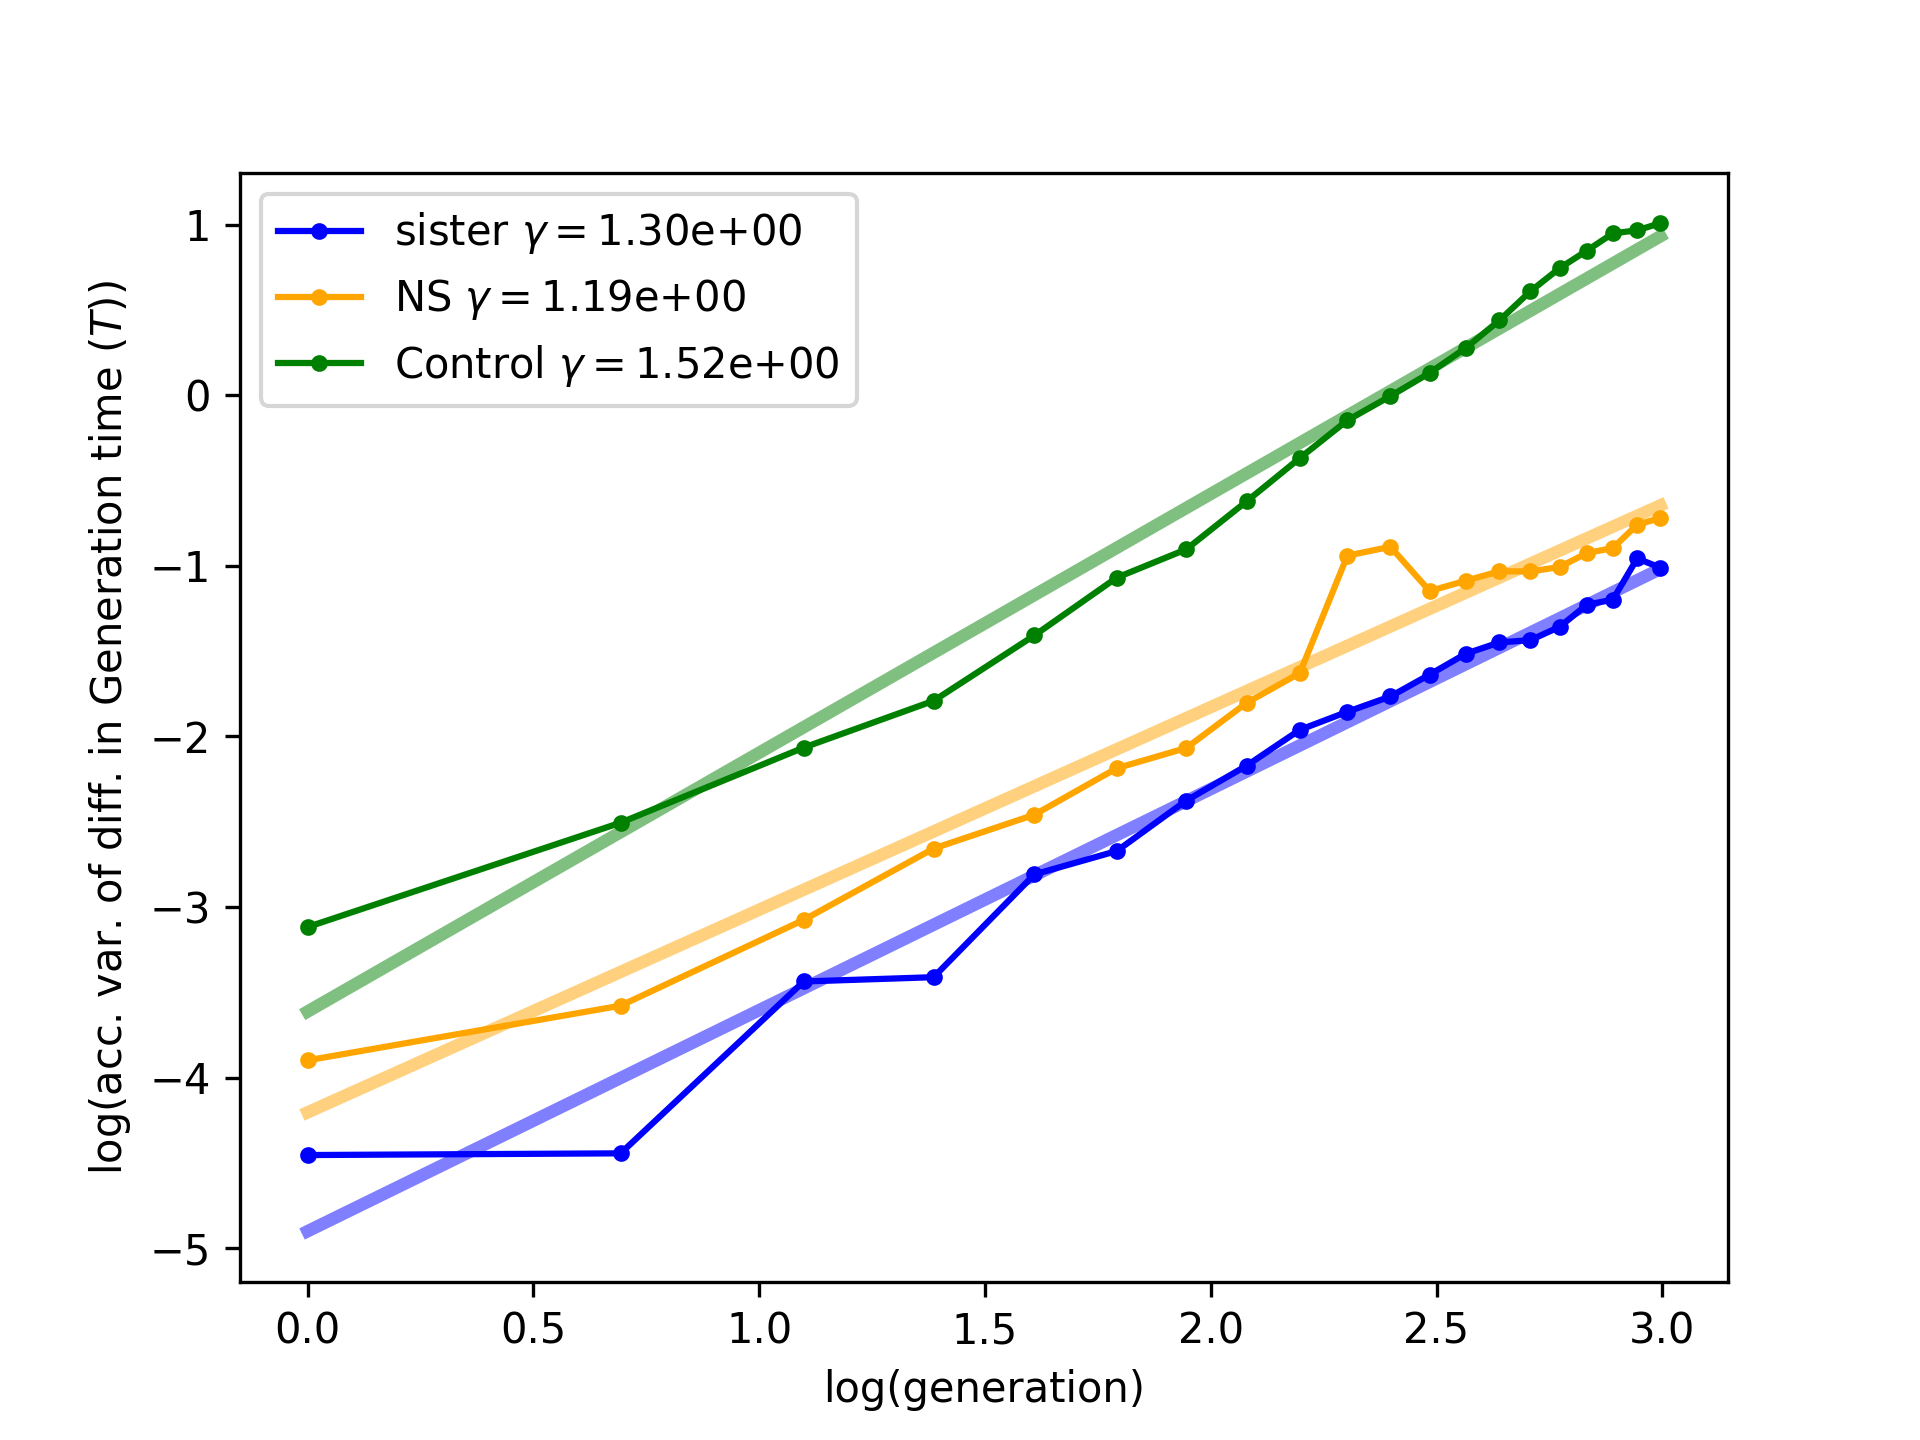 sister γ = 1.30e+00
NS γ = 1.19e+00
Control γ = 1.52e+00
log(acc. var. of diff. in Generation time (T))
1
0
−1
−2
−3
−4
−5
0.0 0.5 1.0 1.5 2.0 2.5 3.0
log(generation)